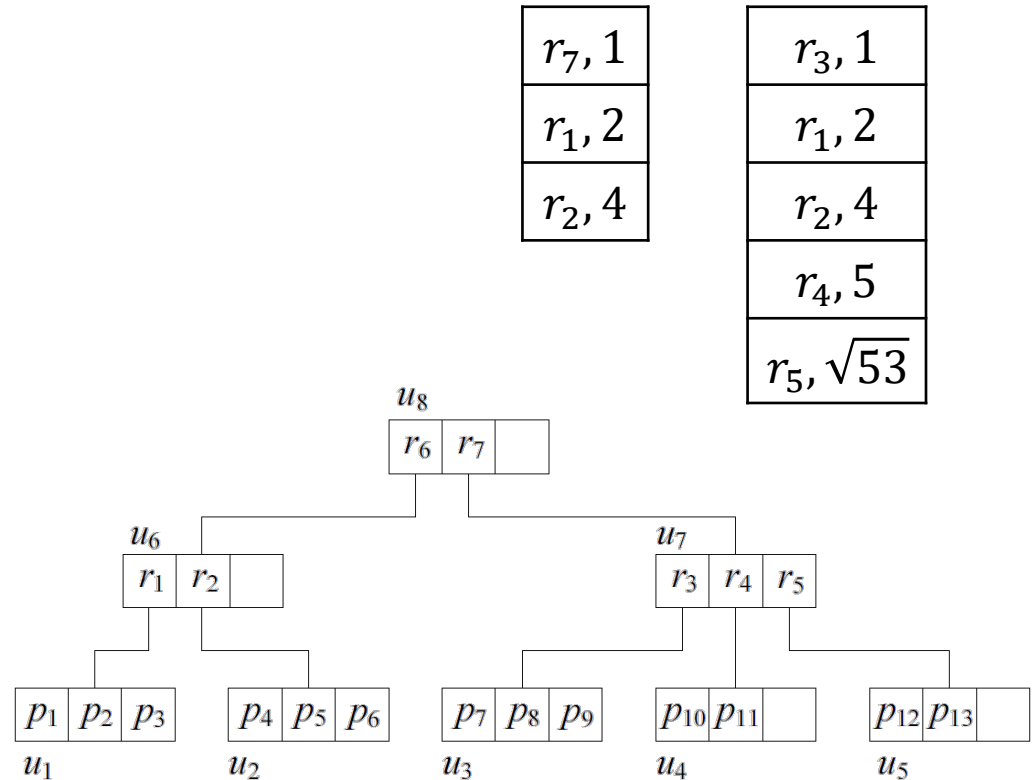 r₇, 1
r₁, 2
r₂, 4
r₃, 1
r₁, 2
r₂, 4
r₄, 5
r₅, √53
u₈
r₆ r₇
u₆
r₁ r₂
u₇
r₃ r₄ r₅
p₁ p₂ p₃
u₁
p₄ p₅ p₆
u₂
p₇ p₈ p₉
u₃
p₁₀ p₁₁
u₄
p₁₂ p₁₃
u₅